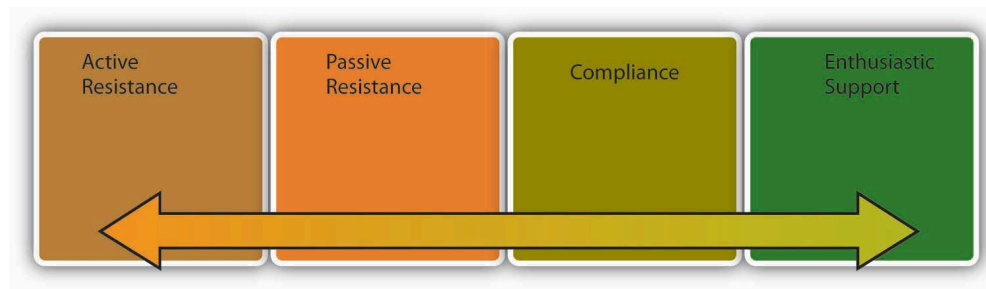 Active
Resistance
Passive
Resistance
Compliance
Enthusiastic
Support